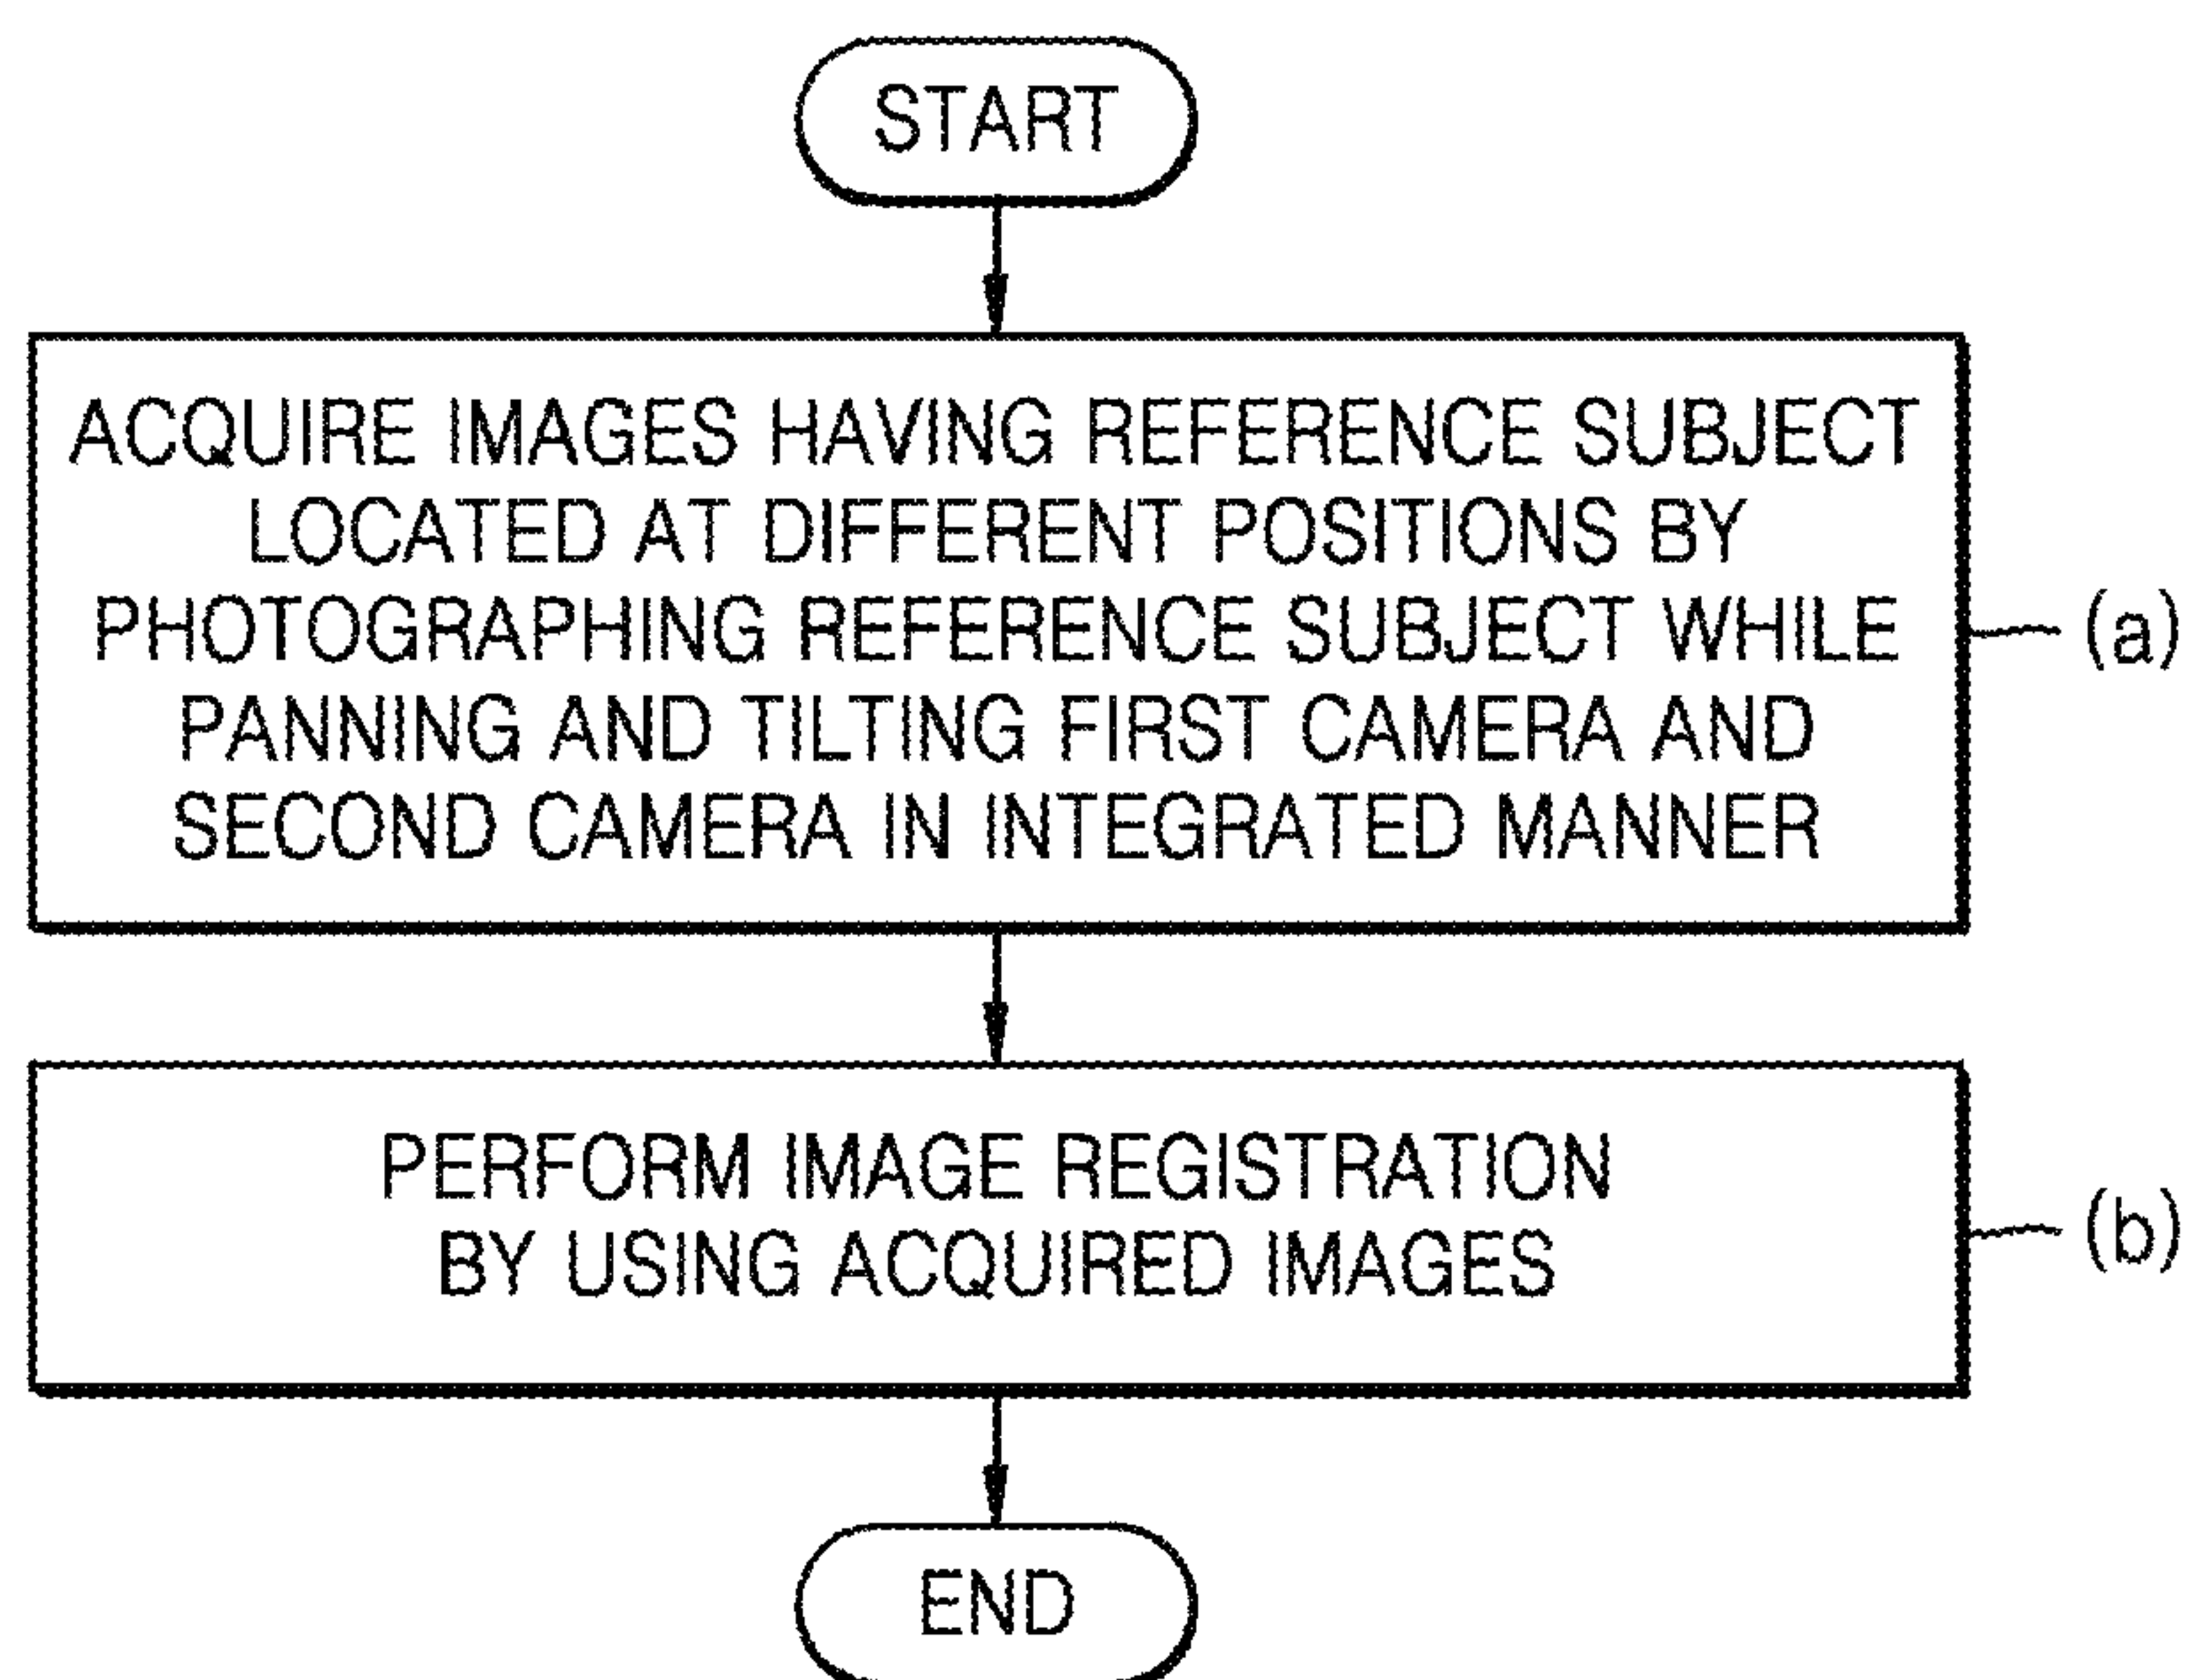 START
ACQUIRE IMAGES HAVING REFERENCE SUBJECT
LOCATED AT DIFFERENT POSITIONS BY
PHOTOGRAPHING REFERENCE SUBJECT WHILE
PANNING AND TILTING FIRST CAMERA AND
SECOND CAMERA IN INTEGRATED MANNER
(a)
PERFORM IMAGE REGISTRATION
BY USING ACQUIRED IMAGES
(b)
END